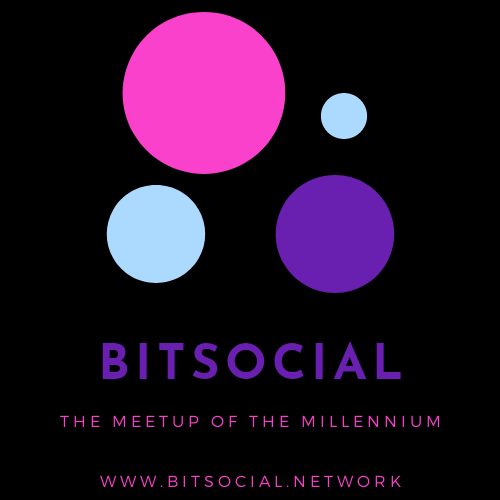 BITSOCIAL
THE MEETUP OF THE MILLENNIUM
WWW.BITSOCIAL.NETWORK